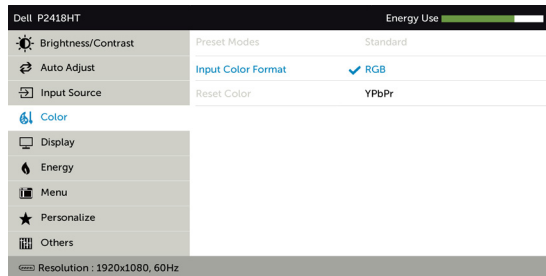 Dell P2418HT Energy Use
Brightness/Contrast Preset Modes Standard
Auto Adjust Input Color Format RGB
Input Source Reset Color YPbPr
Color
Display
Energy
Menu
Personalize
Others
Resolution : 1920x1080, 60Hz